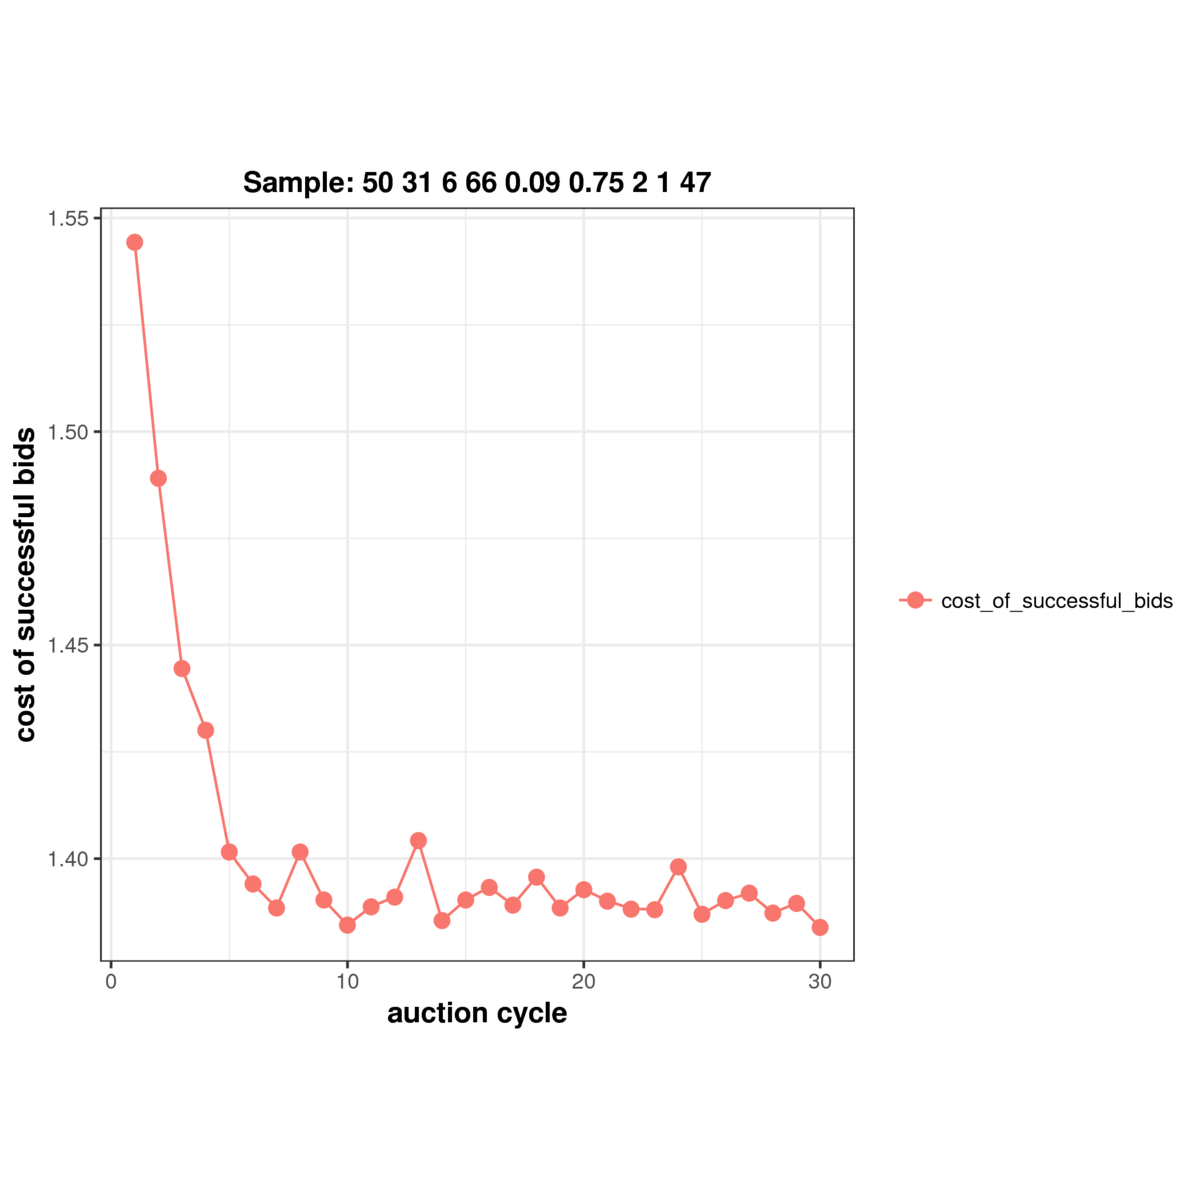 Sample: 50 31 6 66 0.09 0.75 2 1 47
1.55
1.50
1.45
1.40
cost of successful bids
0 10 20 30
auction cycle
cost_of_successful_bids